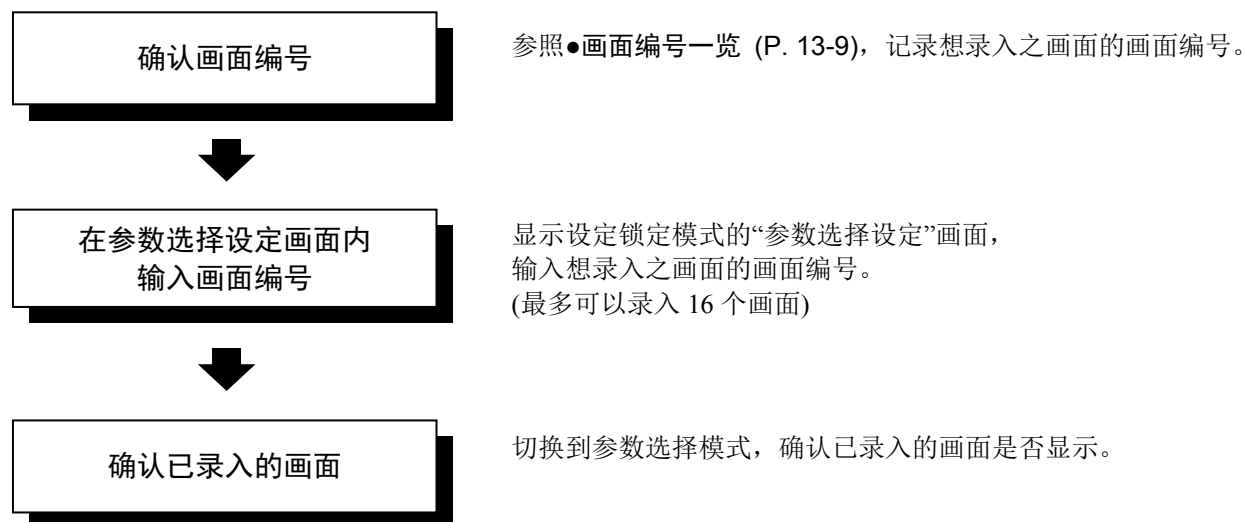 确认画面编号
参照●画面编号一览 (P. 13-9)，记录想录入之画面的画面编号。
在参数选择设定画面内
输入画面编号
显示设定锁定模式的“参数选择设定”画面，
输入想录入之画面的画面编号。
(最多可以录入 16 个画面)
确认已录入的画面
切换到参数选择模式，确认已录入的画面是否显示。